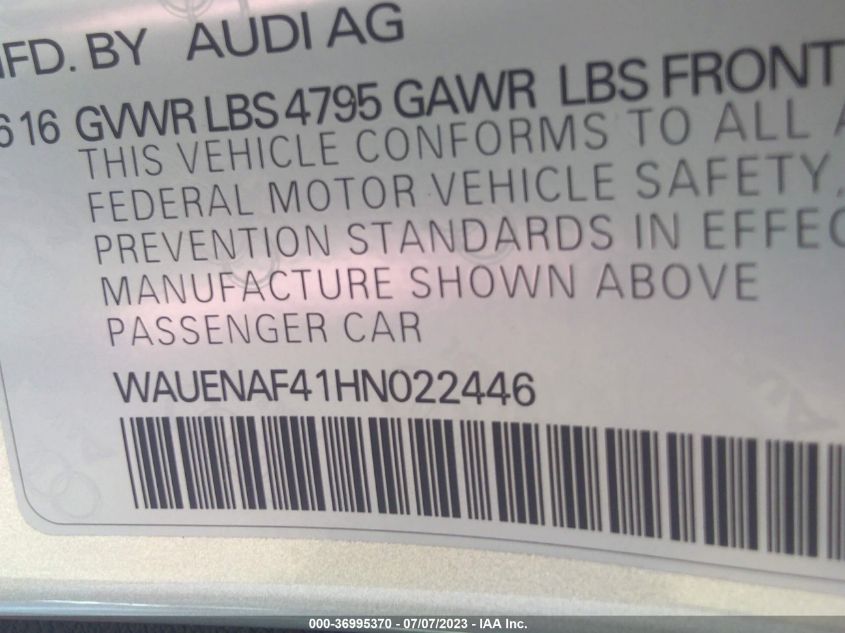 MFD. BY AUDI AG
616 GVWR LBS 4795 GAWR LBS FRONT
THIS VEHICLE CONFORMS TO ALL A
FEDERAL MOTOR VEHICLE SAFETY,
PREVENTION STANDARDS IN EFFEC
MANUFACTURE SHOWN ABOVE
PASSENGER CAR
WAUENAF41HN022446
000-36995370 - 07/07/2023 - IAA Inc.